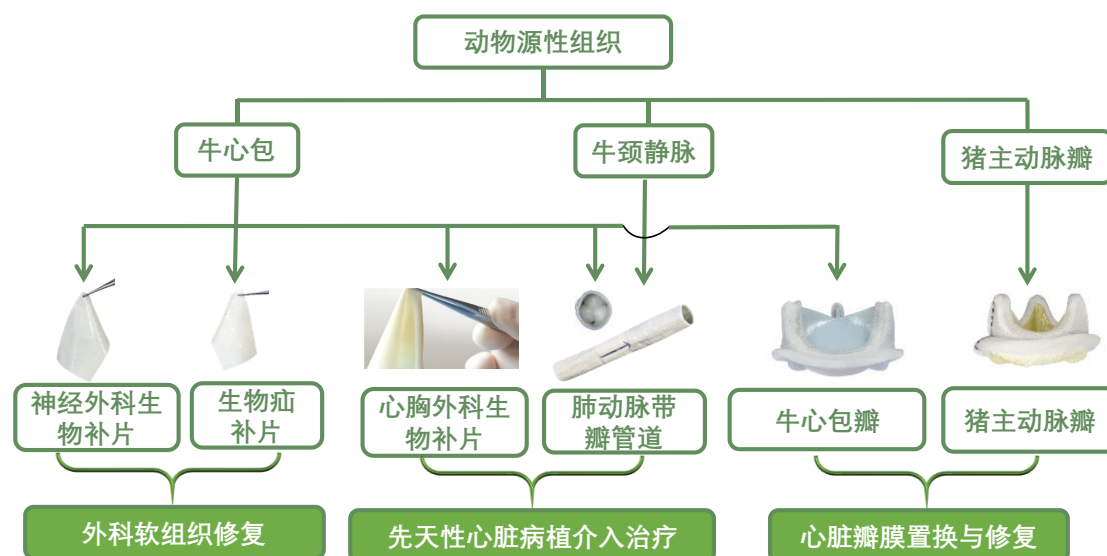 动物源性组织
牛心包
牛颈静脉
猪主动脉瓣
神经外科生
物补片
生物疝
补片
心胸外科生
物补片
肺动脉带
瓣管道
牛心包瓣
猪主动脉瓣
外科软组织修复
先天性心脏病植介入治疗
心脏瓣膜置换与修复